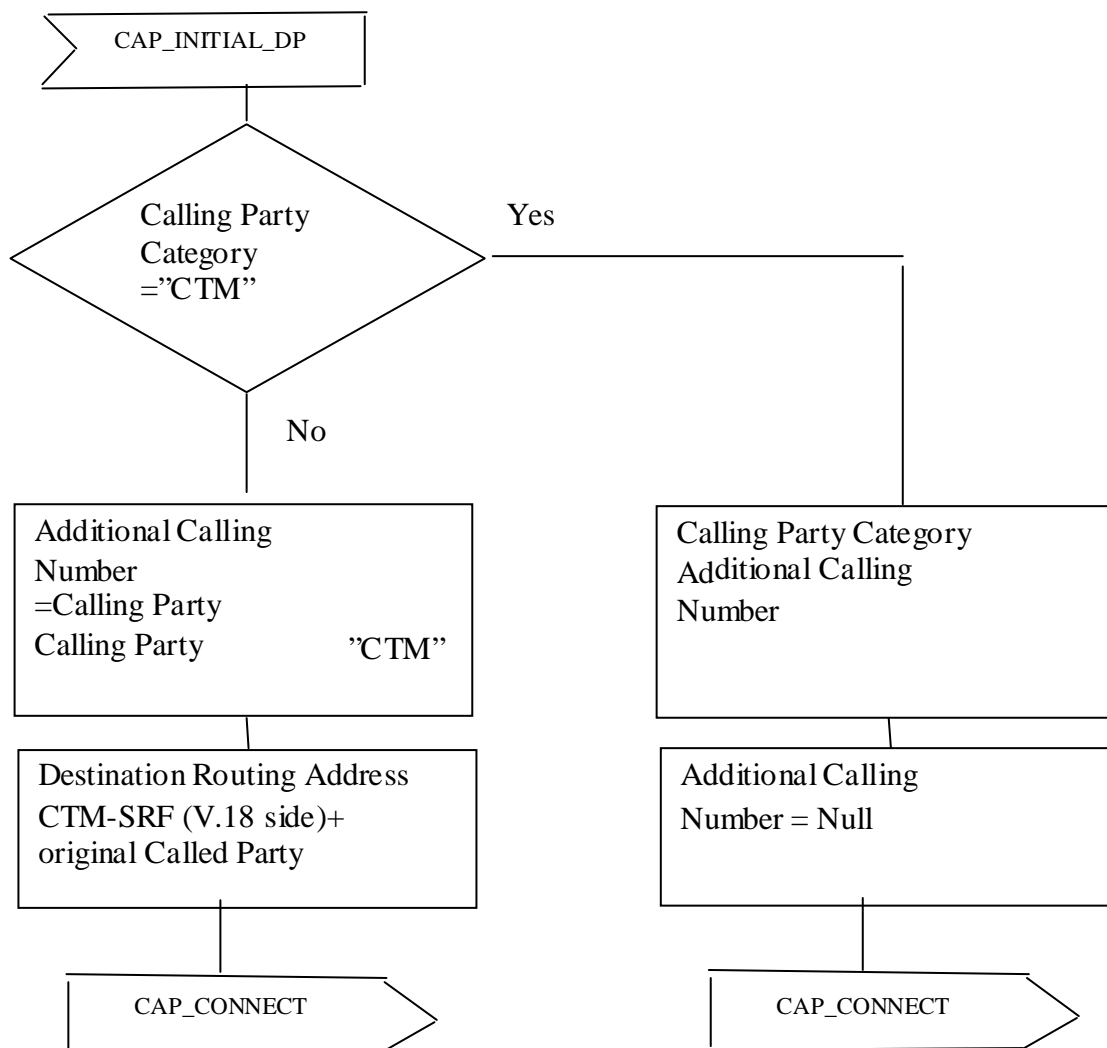 CAP_INITIAL_DP
Calling Party
Category
=”CTM”
Yes
No
Additional Calling
Number
=Calling Party
Calling Party ”CTM”
Calling Party Category
Additional Calling
Number
Destination Routing Address
CTM-SRF (V.18 side)+
original Called Party
Additional Calling
Number = Null
CAP_CONNECT
CAP_CONNECT